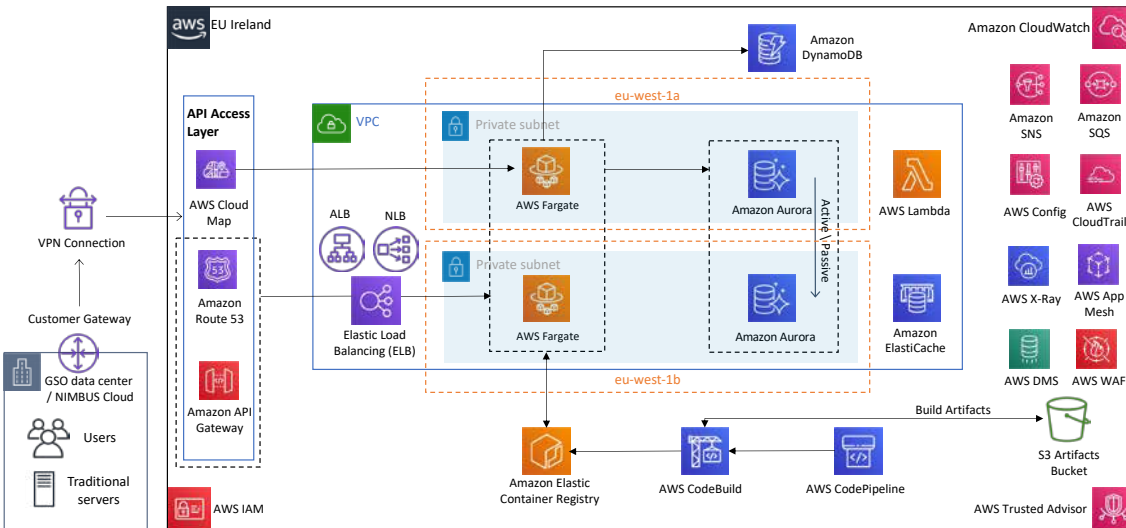 aws
EU Ireland
Amazon CloudWatch
Amazon
DynamoDB
eu-west-1a
API Access
Layer
VPC
Private subnet
Amazon
SNS
Amazon
SQS
AWS Cloud
Map
AWS Fargate
Amazon Aurora
AWS Lambda
AWS Config
AWS
CloudTrail
VPN Connection
ALB
NLB
Active \ Passive
53
Amazon
Route 53
Private subnet
AWS X-Ray
AWS App
Mesh
Customer Gateway
Elastic Load
Balancing (ELB)
AWS Fargate
Amazon Aurora
Amazon
ElastiCache
GSO data center
/ NIMBUS Cloud
eu-west-1b
AWS DMS
AWS WAF
Amazon API
Gateway
Build Artifacts
Users
S3 Artifacts
Bucket
Traditional
servers
Amazon Elastic
Container Registry
AWS CodeBuild
AWS CodePipeline
AWS IAM
AWS Trusted Advisor